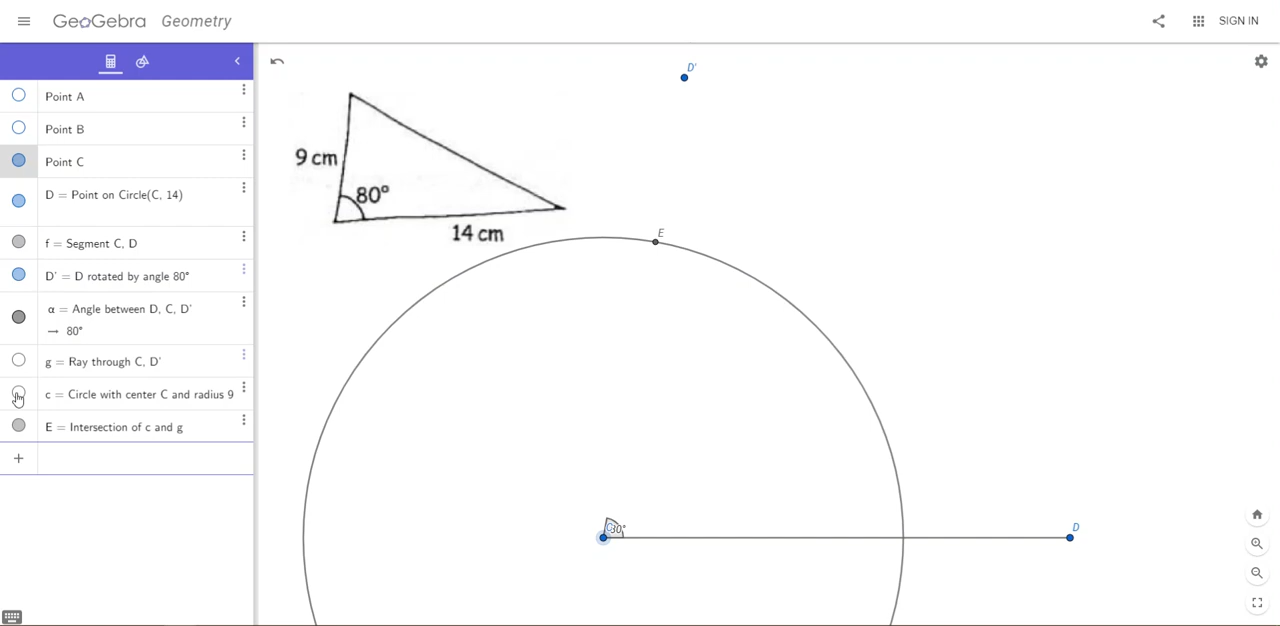 GeoGebra Geometry
SIGN IN
Point A
Point B
Point C
D = Point on Circle(C, 14)
f = Segment C, D
D' = D rotated by angle 80°
α = Angle between D, C, D'
→ 80°
g = Ray through C, D'
c = Circle with center C and radius 9
E = Intersection of c and g
+
D'
9 cm
80°
14 cm
E
C
80°
D